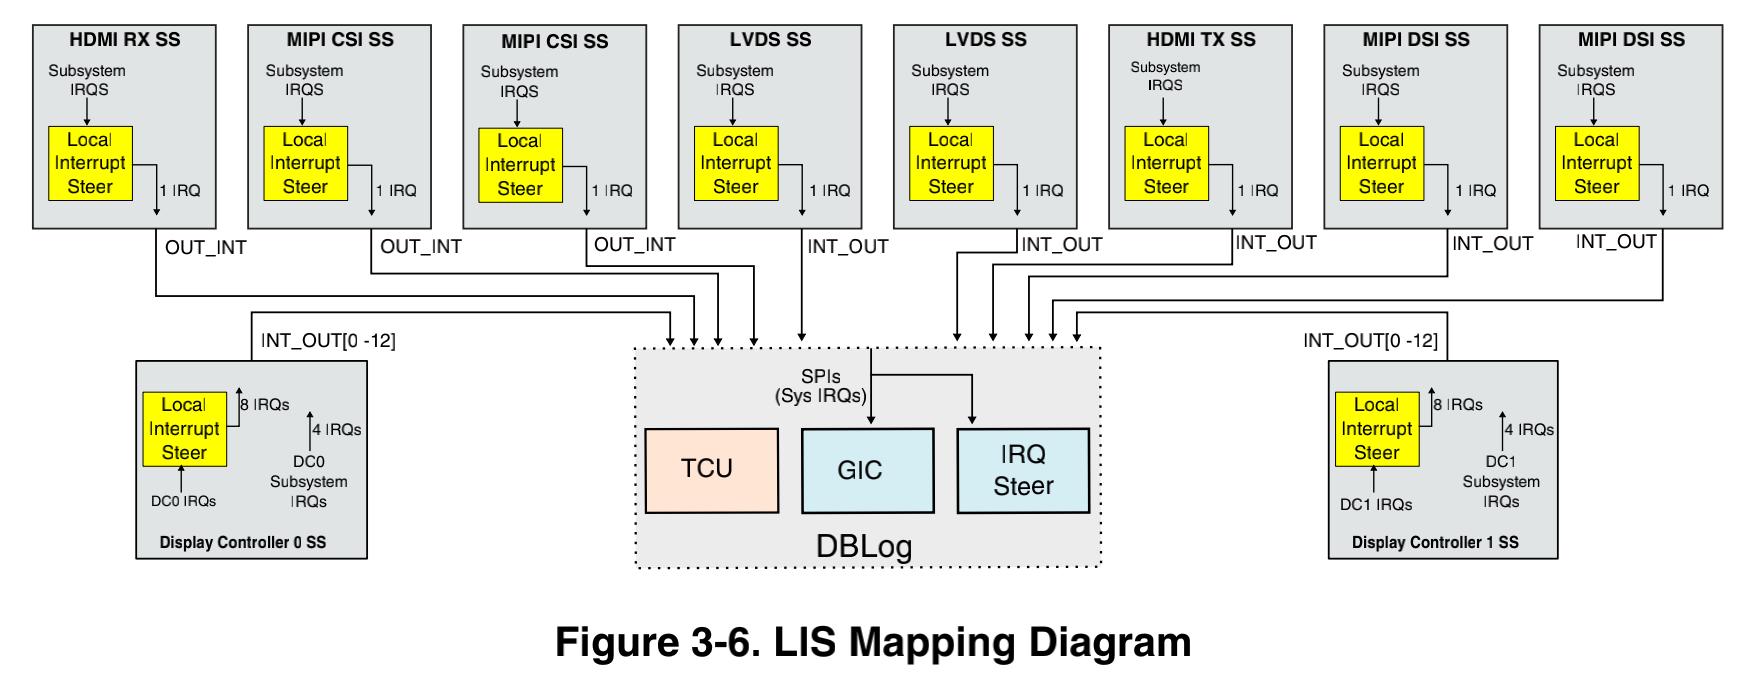 HDMI RX SS
Subsystem
IRQS
Local
Interrupt
Steer
1 IRQ
OUT_INT
MIPI CSI SS
Subsystem
IRQS
Local
Interrupt
Steer
1 IRQ
OUT_INT
MIPI CSI SS
Subsystem
IRQS
Local
Interrupt
Steer
1 IRQ
OUT_INT
LVDS SS
Subsystem
IRQS
Local
Interrupt
Steer
1 IRQ
INT_OUT
LVDS SS
Subsystem
IRQS
Local
Interrupt
Steer
1 IRQ
INT_OUT
HDMI TX SS
Subsystem
IRQS
Local
Interrupt
Steer
1 IRQ
INT_OUT
MIPI DSI SS
Subsystem
IRQS
Local
Interrupt
Steer
1 IRQ
INT_OUT
MIPI DSI SS
Subsystem
IRQS
Local
Interrupt
Steer
1 IRQ
INT_OUT
INT_OUT[0 -12]
Local
Interrupt
Steer
8 IRQs
4 IRQs
DC0 IRQs
DC0
Subsystem
IRQs
Display Controller 0 SS
SPIs
(Sys IRQs)
TCU
GIC
IRQ
Steer
DBLog
INT_OUT[0 -12]
Local
Interrupt
Steer
8 IRQs
4 IRQs
DC1 IRQs
DC1
Subsystem
IRQs
Display Controller 1 SS
Figure 3-6. LIS Mapping Diagram